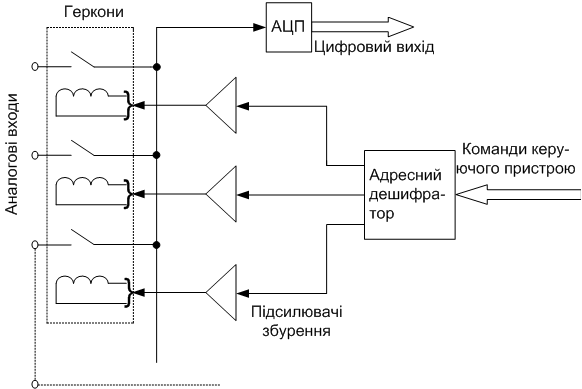 Геркони
АЦП
Цифровий вихід
Аналогові входи
Команди керу-
ючого пристрою
Адресний
дешифра-
тор
Підсилювачі
збурення